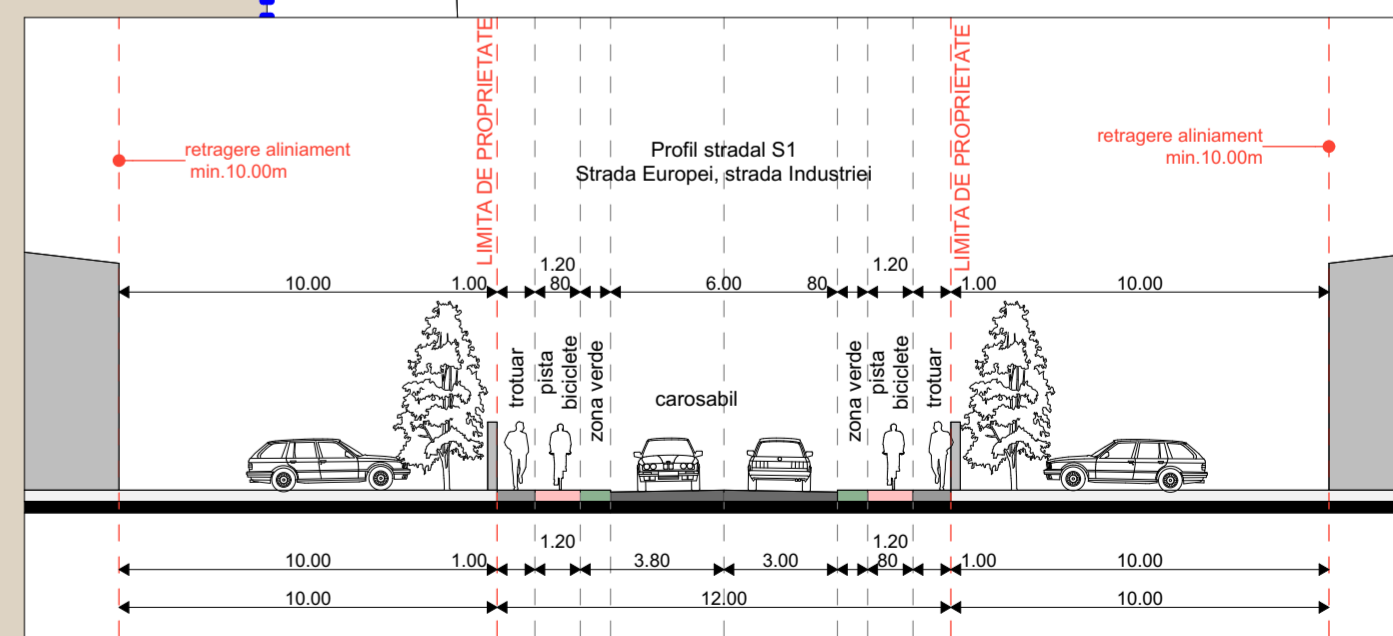 LIMITA DE PROPRIETATE
LIMITA DE PROPRIETATE
retragere aliniament
min.10.00m
Profil stradal S1
Strada Europei, strada Industriei
retragere aliniament
min.10.00m
1.20
1.20
10.00 1.00 80 6.00 80 1.00 10.00
trotuar
pista
biciclete
zona verde
carosabil
zona verde
pista
biciclete
trotuar
1.20
1.20
10.00 1.00 3.80 3.00 80 1.00 10.00
10.00 12.00 10.00